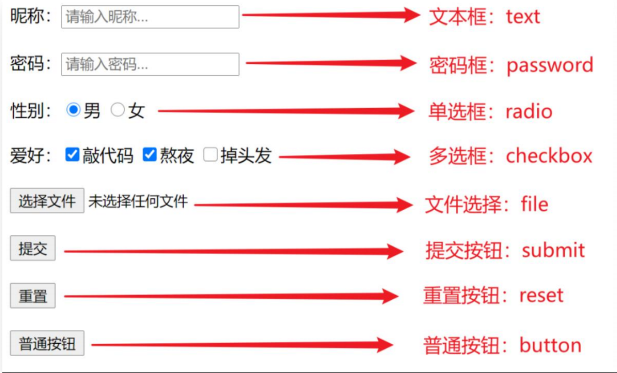 昵称：请输入昵称... 文本框：text
密码：请输入密码... 密码框：password
性别：男 女 单选框：radio
爱好：敲代码 熬夜 掉头发 多选框：checkbox
选择文件 未选择任何文件 文件选择：file
提交 提交按钮：submit
重置 重置按钮：reset
普通按钮 普通按钮：button